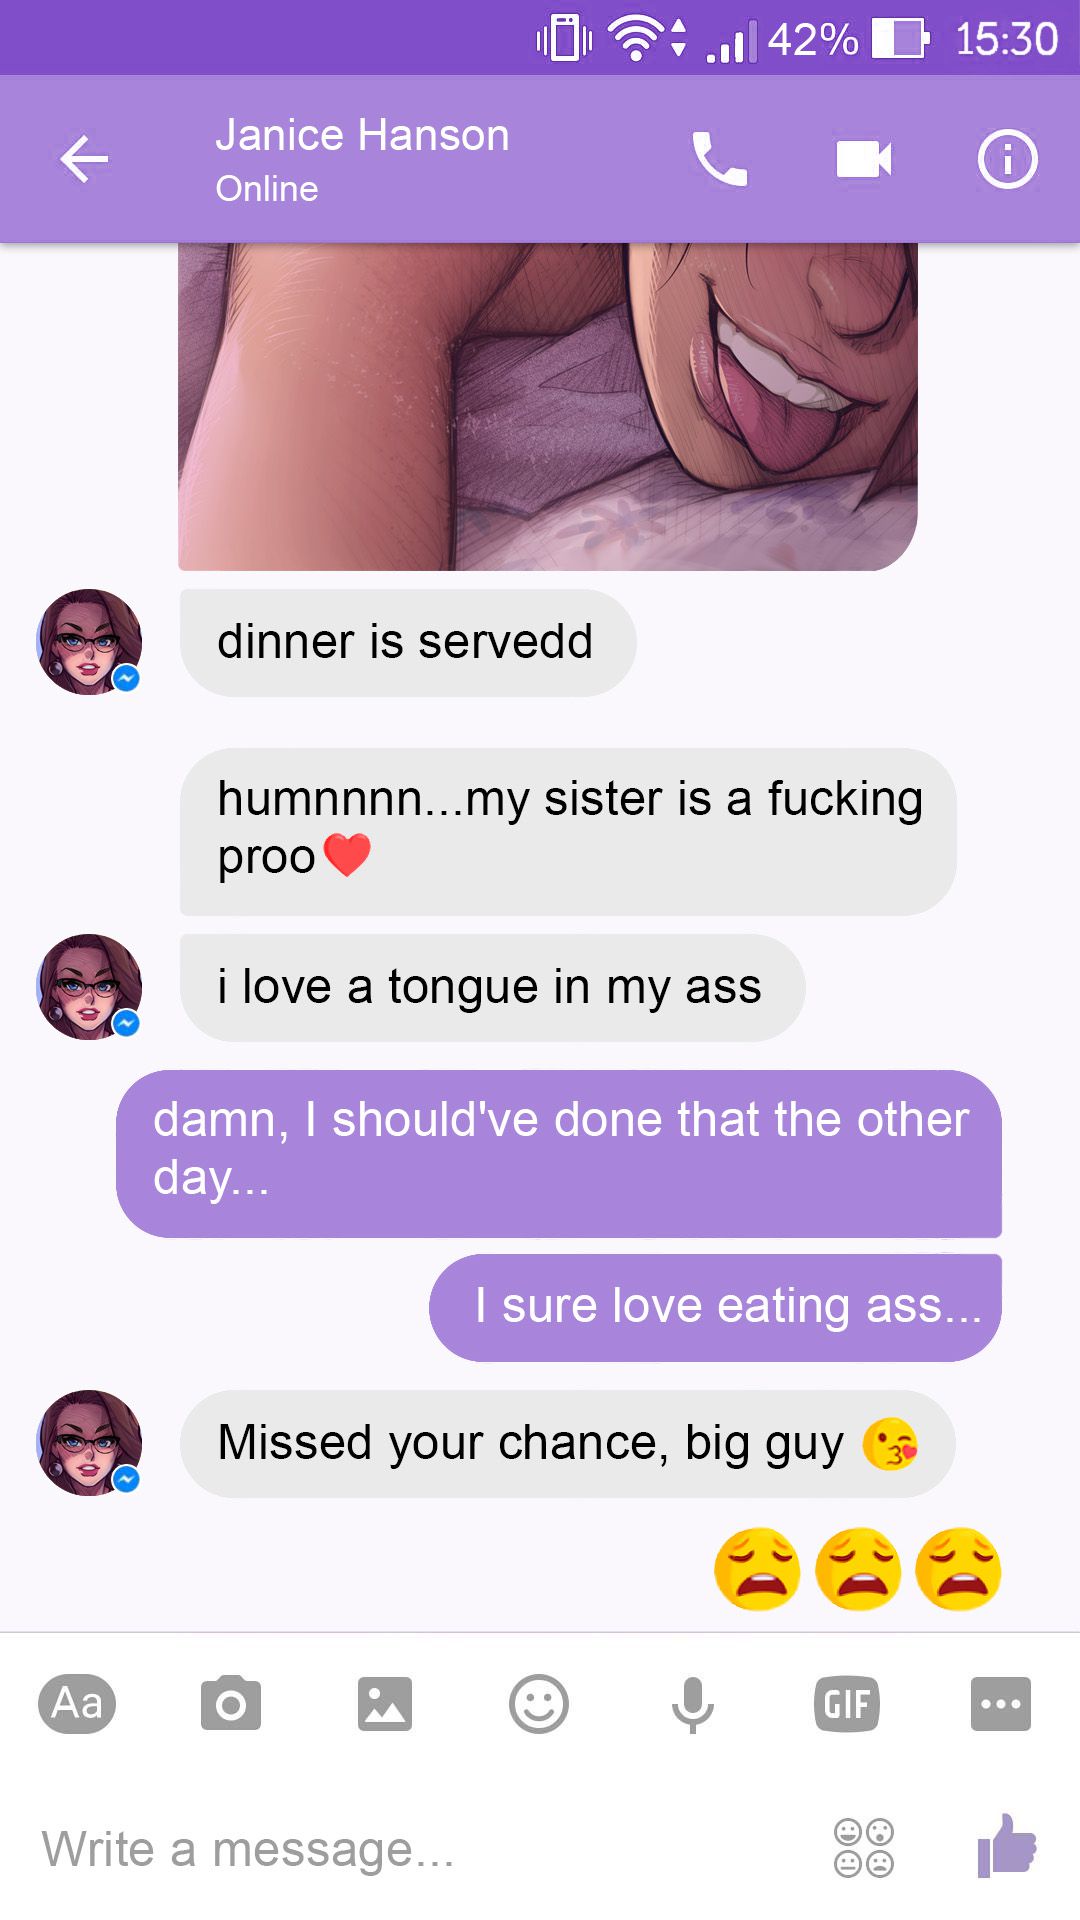 42% 15:30
Janice Hanson
Online
dinner is servedd
humnnnn...my sister is a fucking
proo❤️
i love a tongue in my ass
damn, I should've done that the other
day...
I sure love eating ass...
Missed your chance, big guy 😘
😩😩😩
Aa GIF
Write a message...